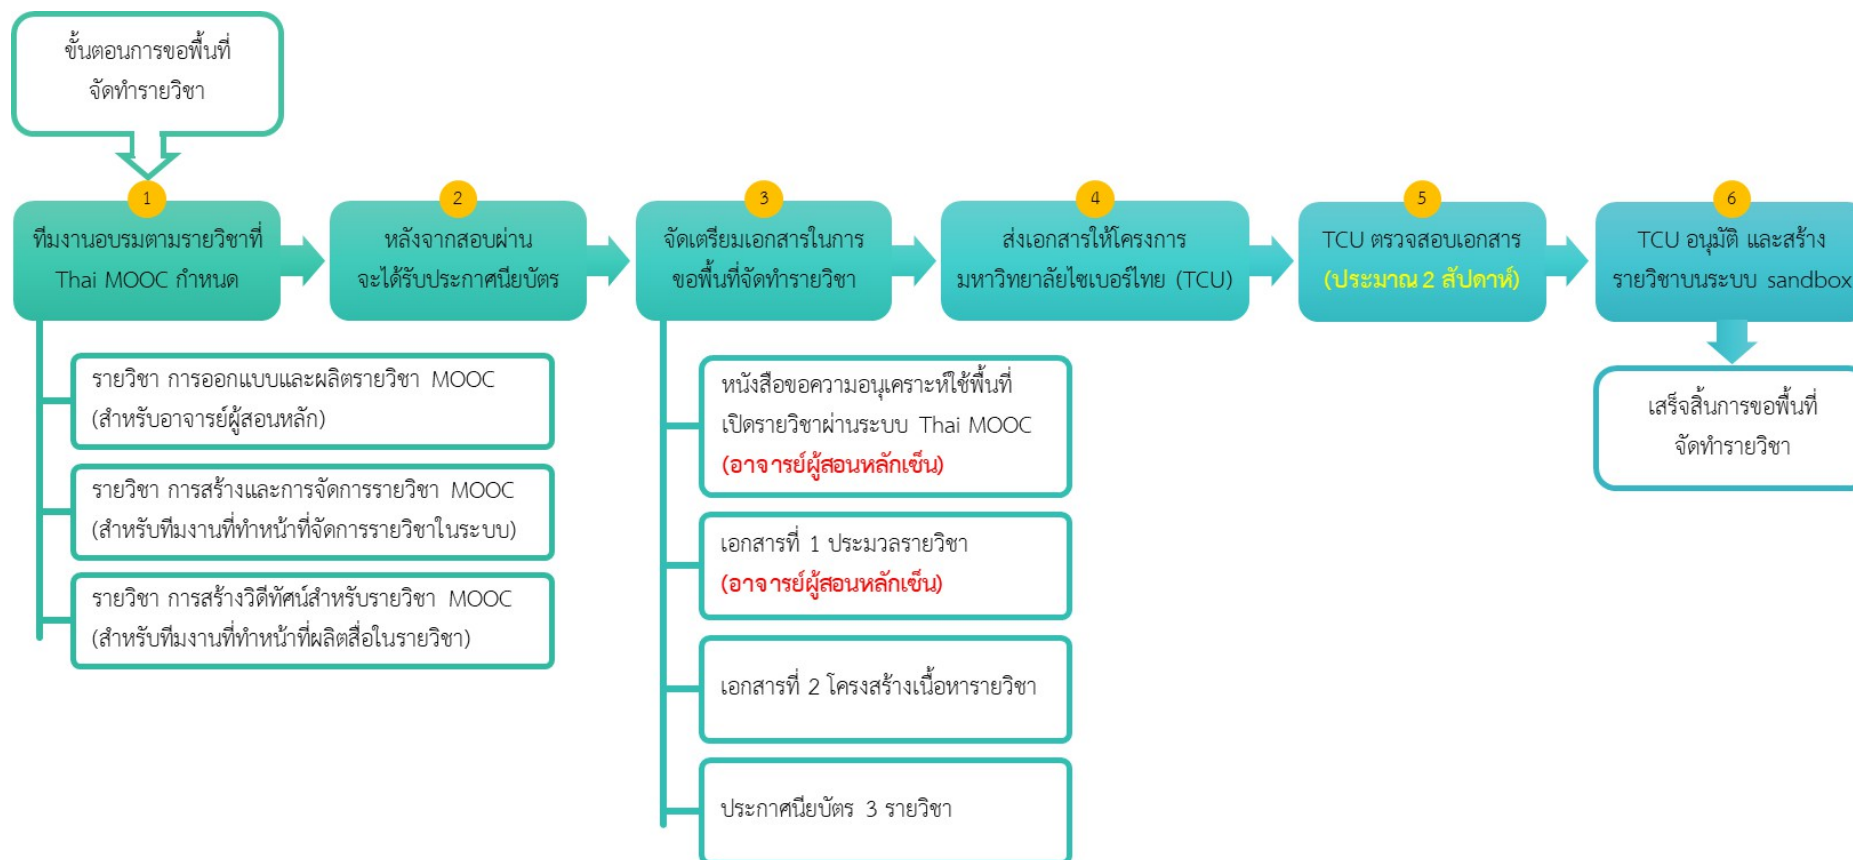 ขั้นตอนการขอพื้นที่
จัดทำรายวิชา
1
ทีมงานอบรมตามรายวิชาที่
Thai MOOC กำหนด
รายวิชา การออกแบบและผลิตรายวิชา MOOC
(สำหรับอาจารย์ผู้สอนหลัก)
รายวิชา การสร้างและการจัดการรายวิชา MOOC
(สำหรับทีมงานที่ทำหน้าที่จัดการรายวิชาในระบบ)
รายวิชา การสร้างวิดีทัศน์สำหรับรายวิชา MOOC
(สำหรับทีมงานที่ทำหน้าที่ผลิตสื่อในรายวิชา)
2
หลังจากสอบผ่าน
จะได้รับประกาศนียบัตร
3
จัดเตรียมเอกสารในการ
ขอพื้นที่จัดทำรายวิชา
หนังสือขอความอนุเคราะห์ใช้พื้นที่
เปิดรายวิชาผ่านระบบ Thai MOOC
(อาจารย์ผู้สอนหลักเซ็น)
เอกสารที่ 1 ประมวลรายวิชา
(อาจารย์ผู้สอนหลักเซ็น)
เอกสารที่ 2 โครงสร้างเนื้อหารายวิชา
ประกาศนียบัตร 3 รายวิชา
4
ส่งเอกสารให้โครงการ
มหาวิทยาลัยไซเบอร์ไทย (TCU)
5
TCU ตรวจสอบเอกสาร
(ประมาณ 2 สัปดาห์)
6
TCU อนุมัติ และสร้าง
รายวิชาบนระบบ sandbox
เสร็จสิ้นการขอพื้นที่
จัดทำรายวิชา